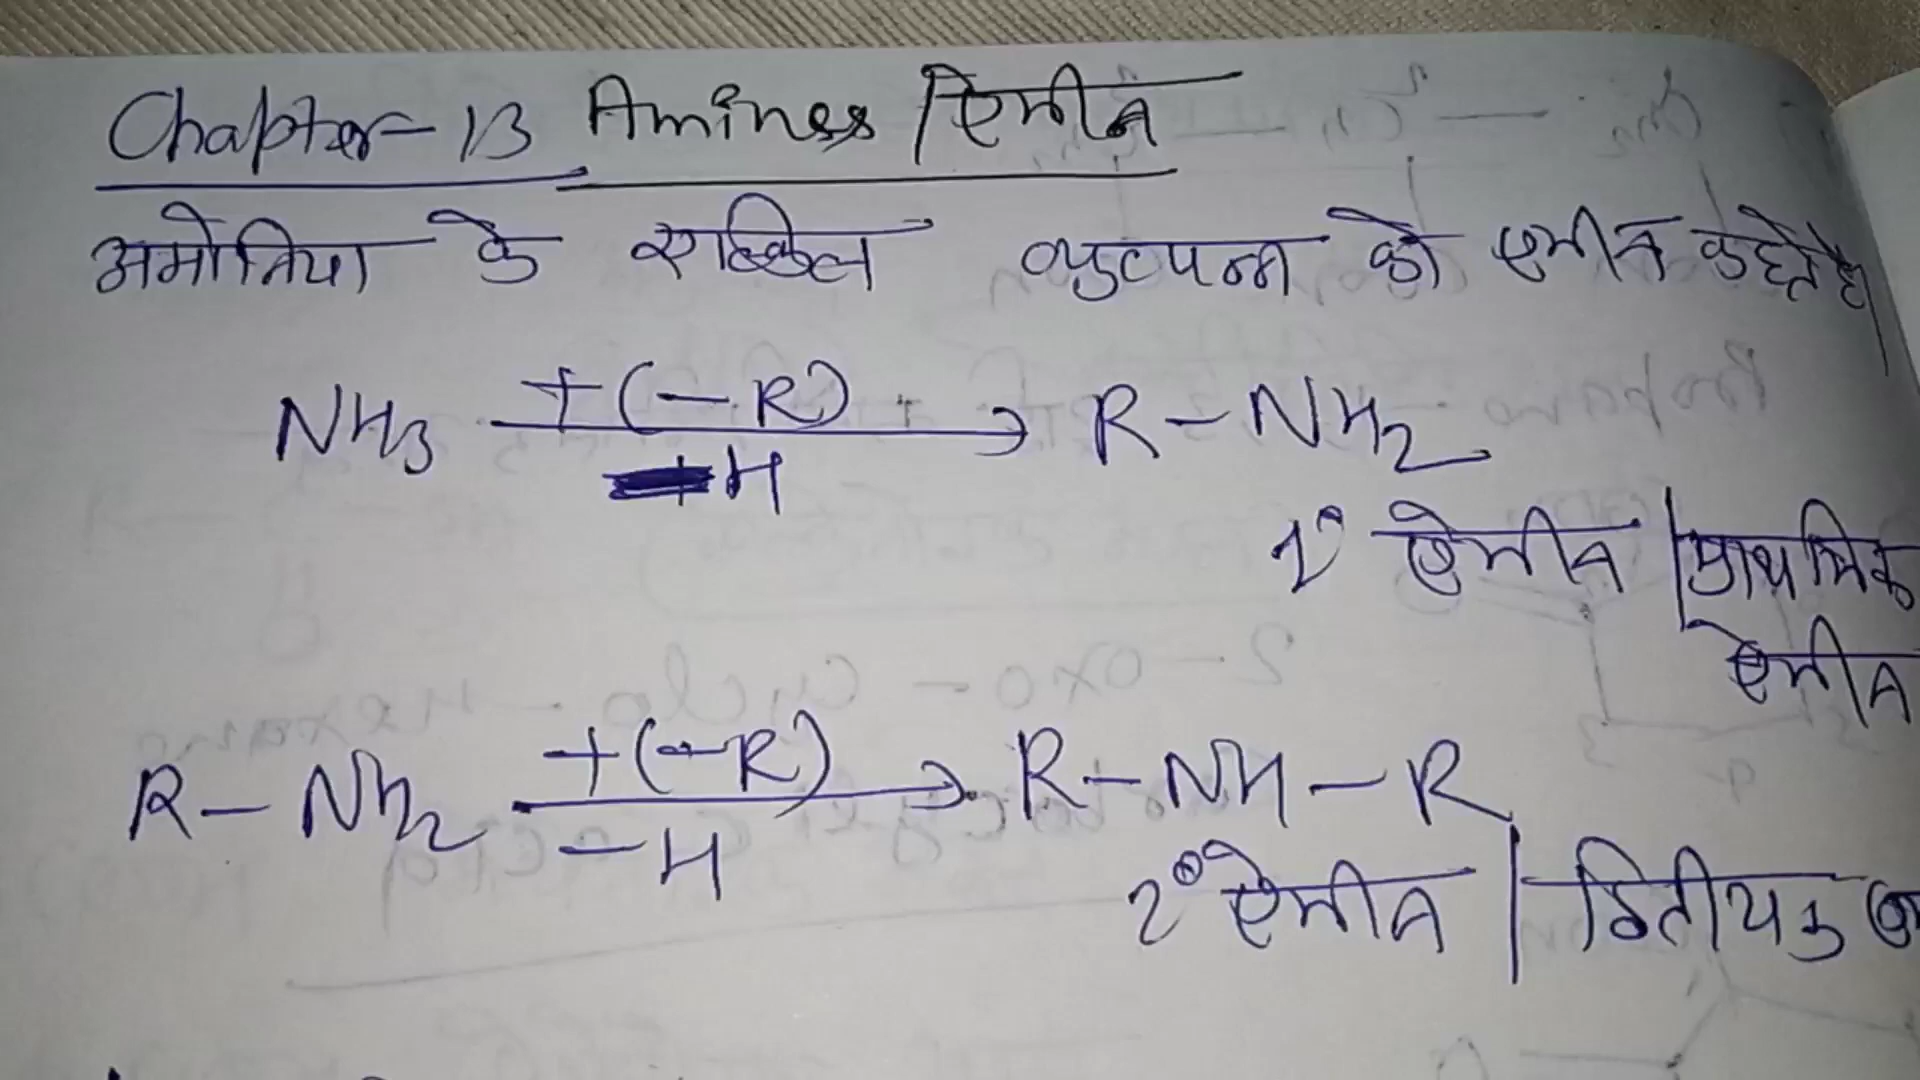 Chapter-13 Amines/ऐमीन
अमोनिया के एल्किल व्युत्पन्न को एमीन कहते है।
NH3 +(-R) → R-NH2
H
1° ऐमीन | प्राथमिक
ऐमीन
R-NH2 +(-R) → R-NH-R
-H
2° ऐमीन | द्वितीयक